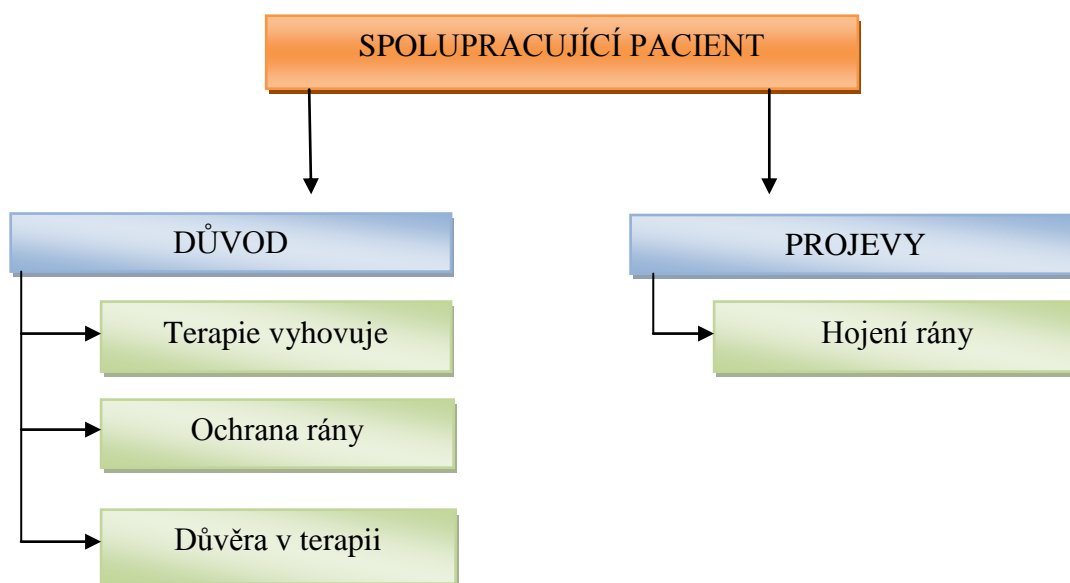 SPOLUPRACUJÍCÍ PACIENT
DŮVOD
Terapie vyhovuje
Ochrana rány
Důvěra v terapii
PROJEVY
Hojení rány